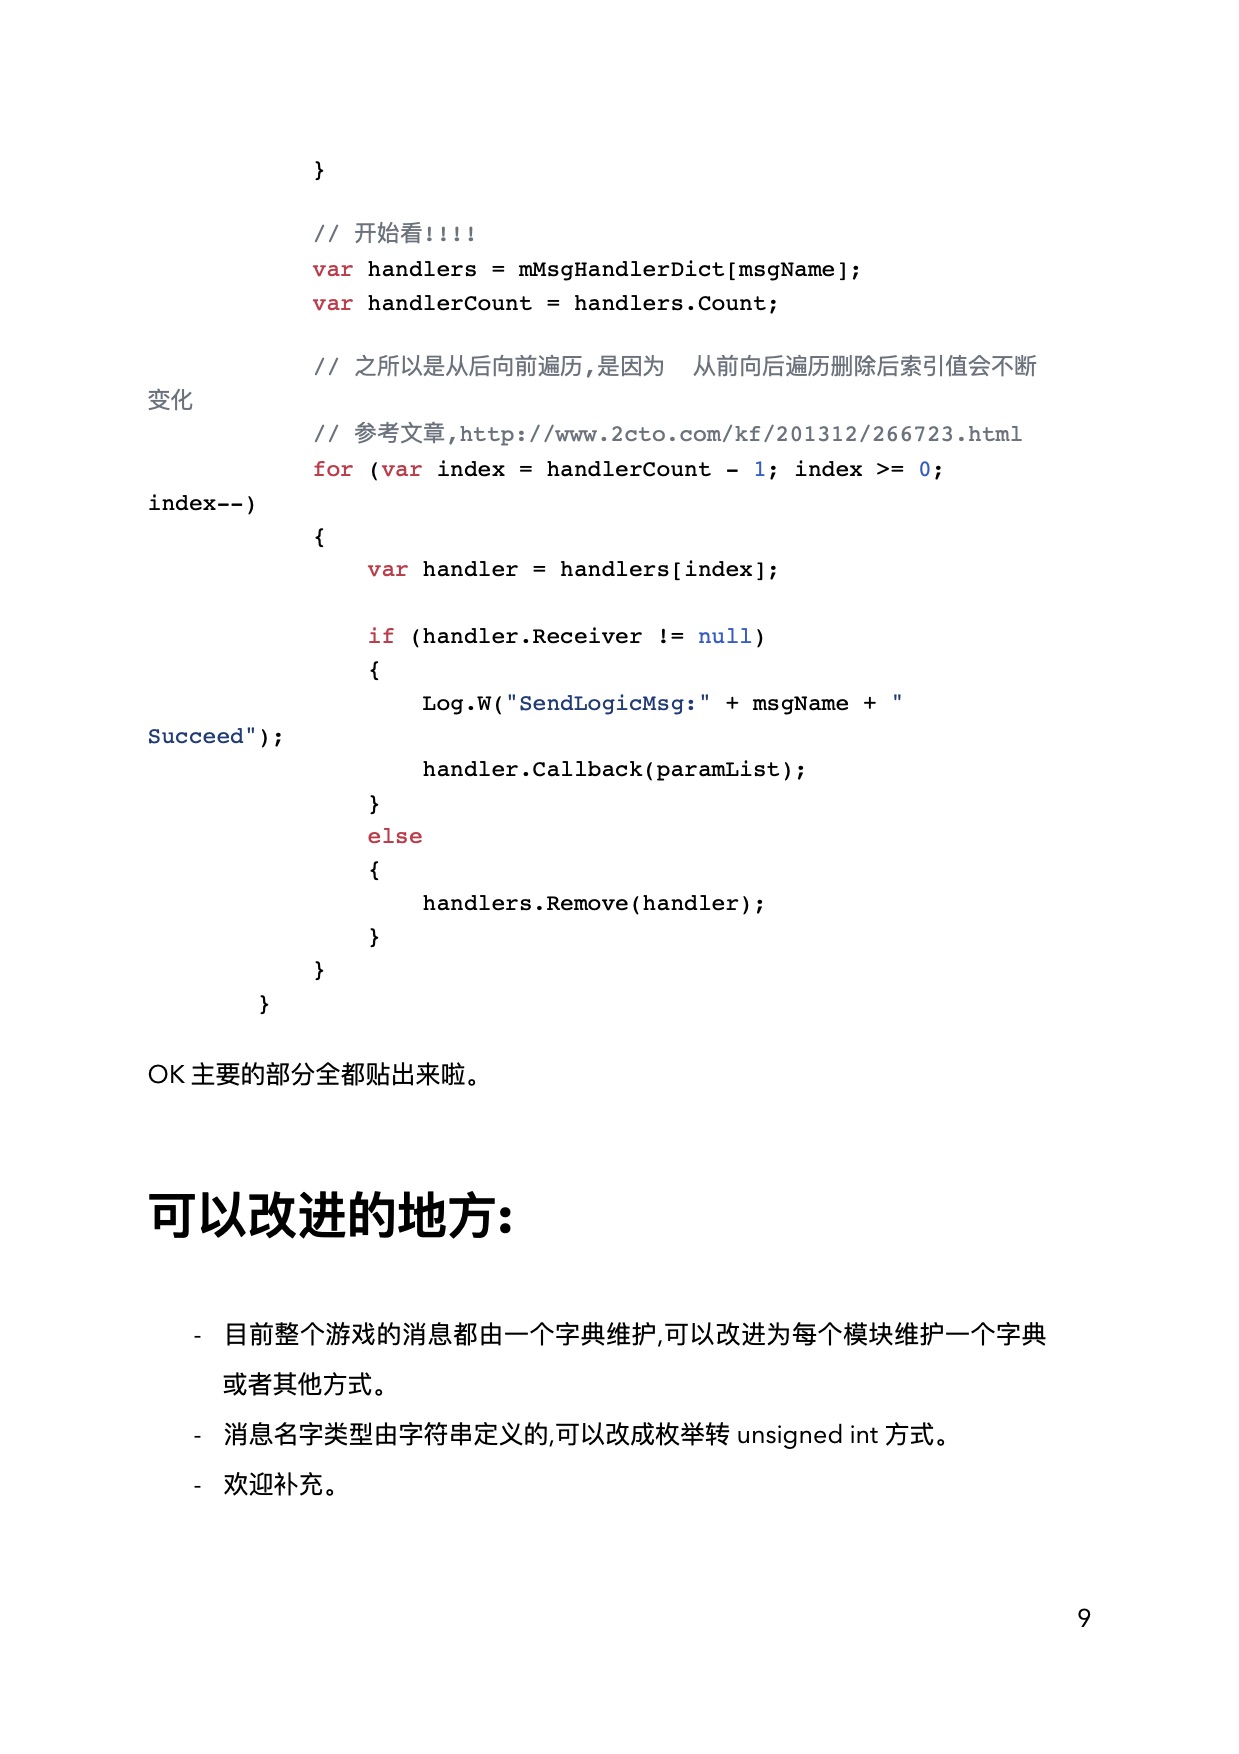 }
// 开始看!!!!
var handlers = mMsgHandlerDict[msgName];
var handlerCount = handlers.Count;
// 之所以是从后向前遍历,是因为  从前向后遍历删除后索引值会不断
变化
// 参考文章,http://www.2cto.com/kf/201312/266723.html
for (var index = handlerCount - 1; index >= 0;
index--)
{
var handler = handlers[index];
if (handler.Receiver != null)
{
Log.W("SendLogicMsg:" + msgName + "
Succeed");
handler.Callback(paramList);
}
else
{
handlers.Remove(handler);
}
}
}
OK 主要的部分全都贴出来啦。
可以改进的地方:
- 目前整个游戏的消息都由一个字典维护,可以改进为每个模块维护一个字典
或者其他方式。
- 消息名字类型由字符串定义的,可以改成枚举转 unsigned int 方式。
- 欢迎补充。
9